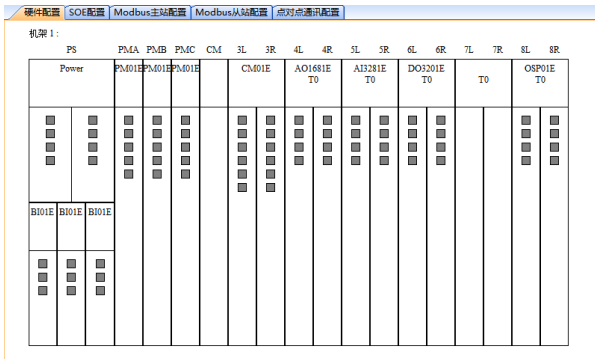 硬件配置 SOE配置 Modbus主站配置 Modbus从站配置 点对点通讯配置
机架 1 :
PS PMA PMB PMC CM 3L 3R 4L 4R 5L 5R 6L 6R 7L 7R 8L 8R
Power PM01E PM01E PM01E CM01E AO1681E AI3281E DO3201E OSP01E
T0 T0 T0 T0 T0
BI01E BI01E BI01E